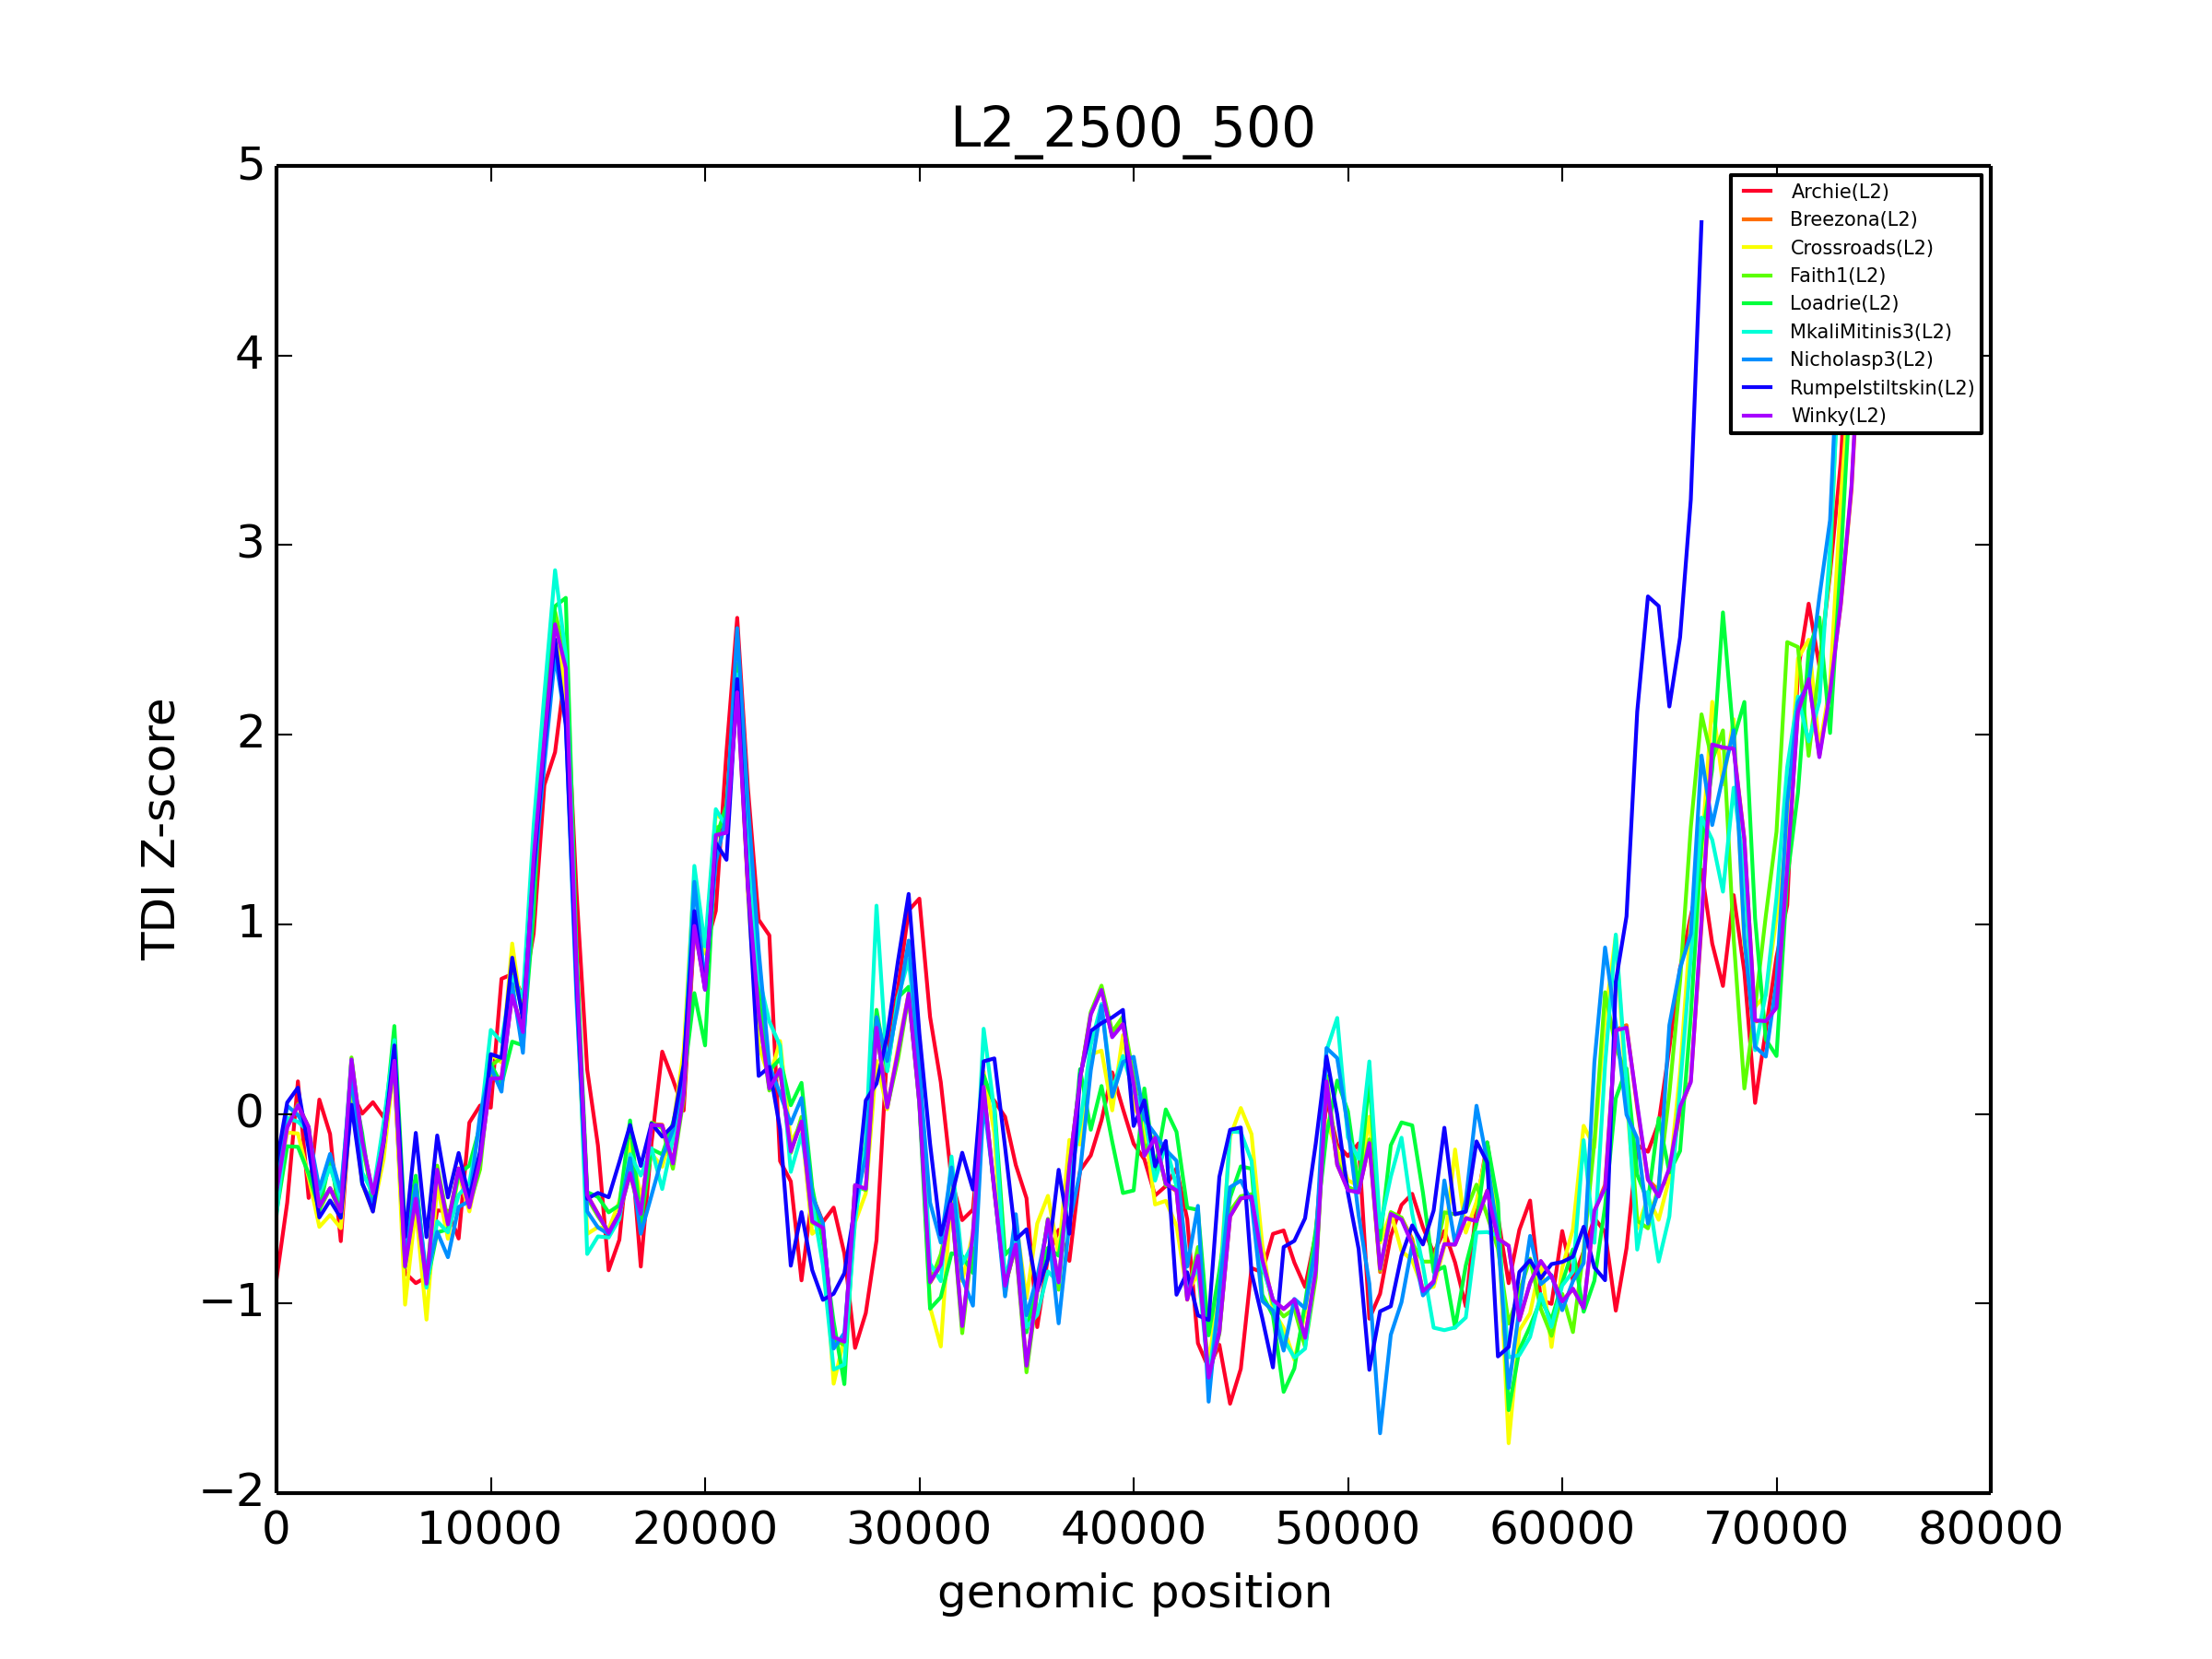 L2_2500_500
5
4
3
2
1
0
−1
−2
TDI Z-score
Archie(L2)
Breezona(L2)
Crossroads(L2)
Faith1(L2)
Loadrie(L2)
MkaliMitinis3(L2)
Nicholasp3(L2)
Rumpelstiltskin(L2)
Winky(L2)
0 10000 20000 30000 40000 50000 60000 70000 80000
genomic position